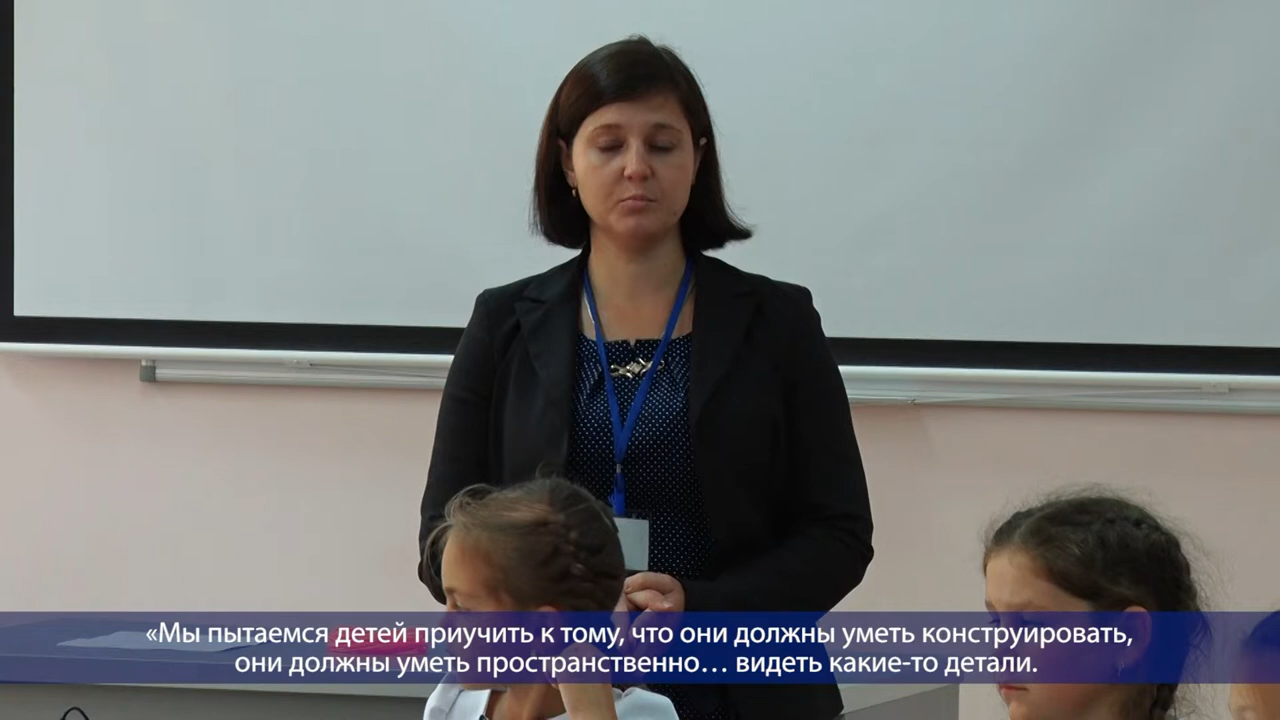 «Мы пытаемся детей приучить к тому, что они должны уметь конструировать,
они должны уметь пространственно… видеть какие-то детали.